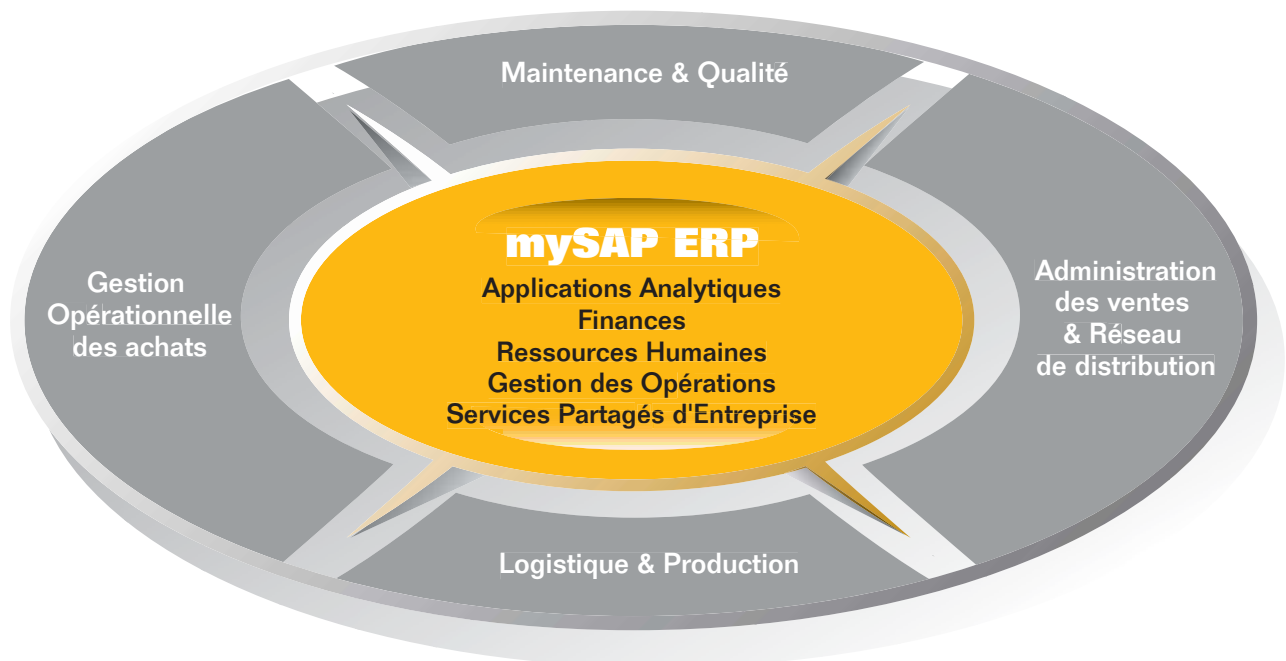 Maintenance & Qualité
mySAP ERP
Applications Analytiques
Finances
Ressources Humaines
Gestion des Opérations
Services Partagés d'Entreprise
Gestion
Opérationnelle
des achats
Administration
des ventes
& Réseau
de distribution
Logistique & Production